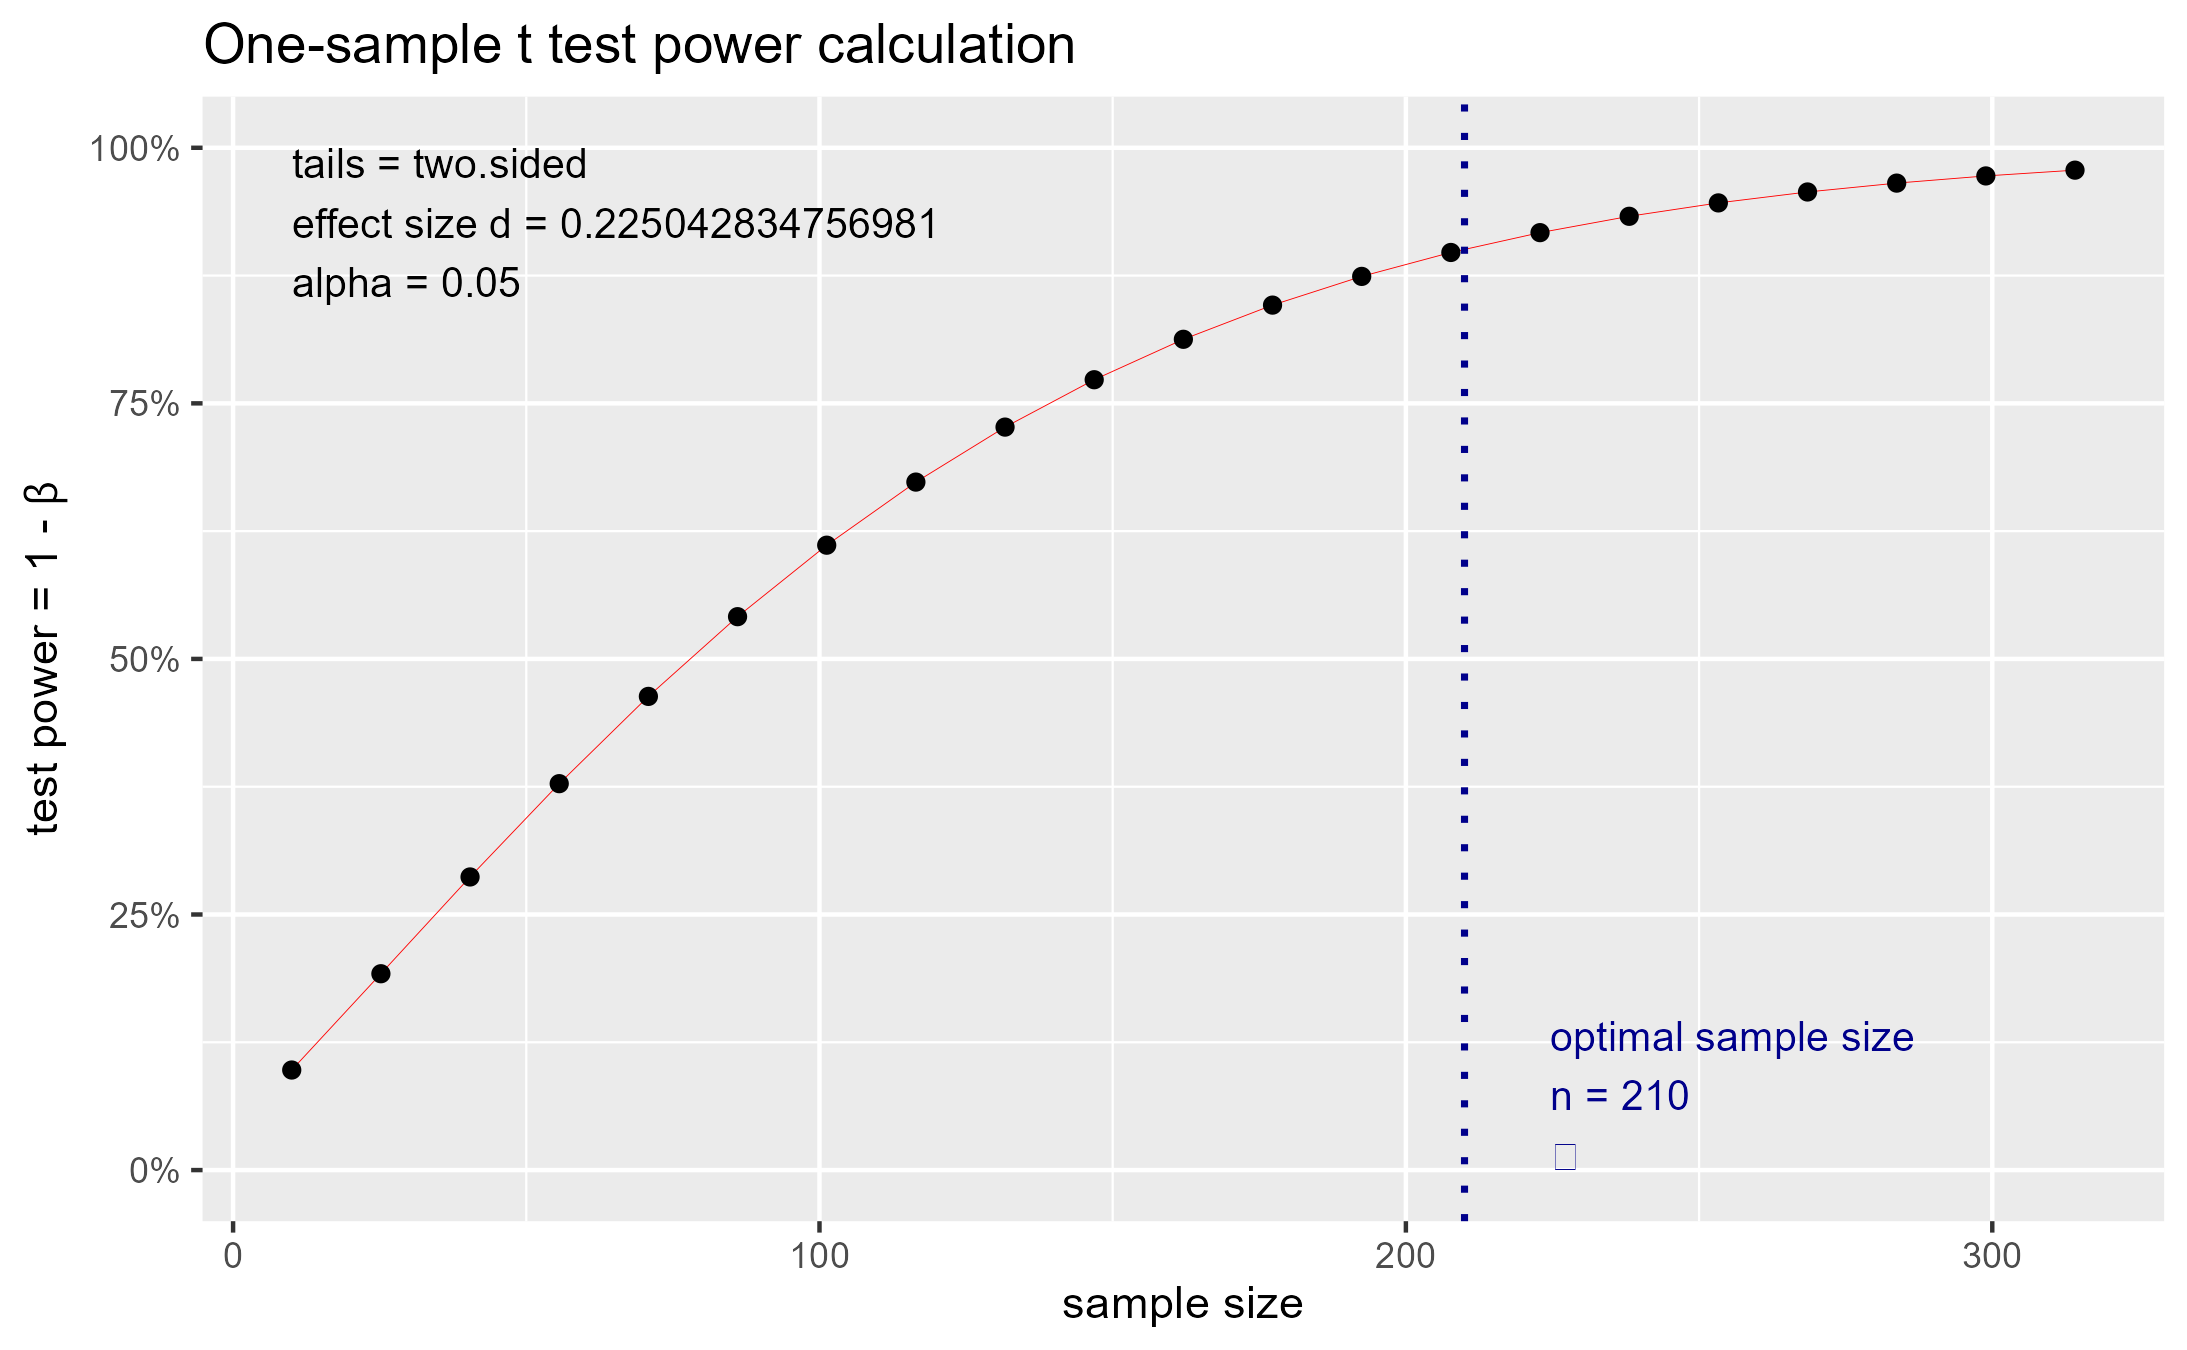 One-sample t test power calculation
tails = two.sided
effect size d = 0.225042834756981
alpha = 0.05
100%
75%
50%
25%
0%
test power = 1 - β
optimal sample size
n = 210
0
100
200
300
sample size